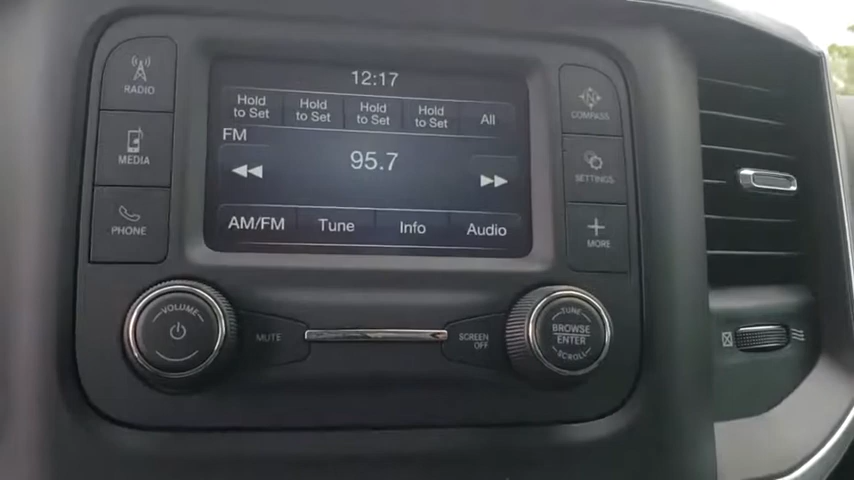 12:17
Hold to Set
Hold to Set
Hold to Set
Hold to Set
All
FM
95.7
AM/FM
Tune
Info
Audio
RADIO
MEDIA
PHONE
N
COMPASS
SETTINGS
MORE
VOLUME
MUTE
SCREEN
OFF
TUNE
BROWSE
ENTER
SCROLL